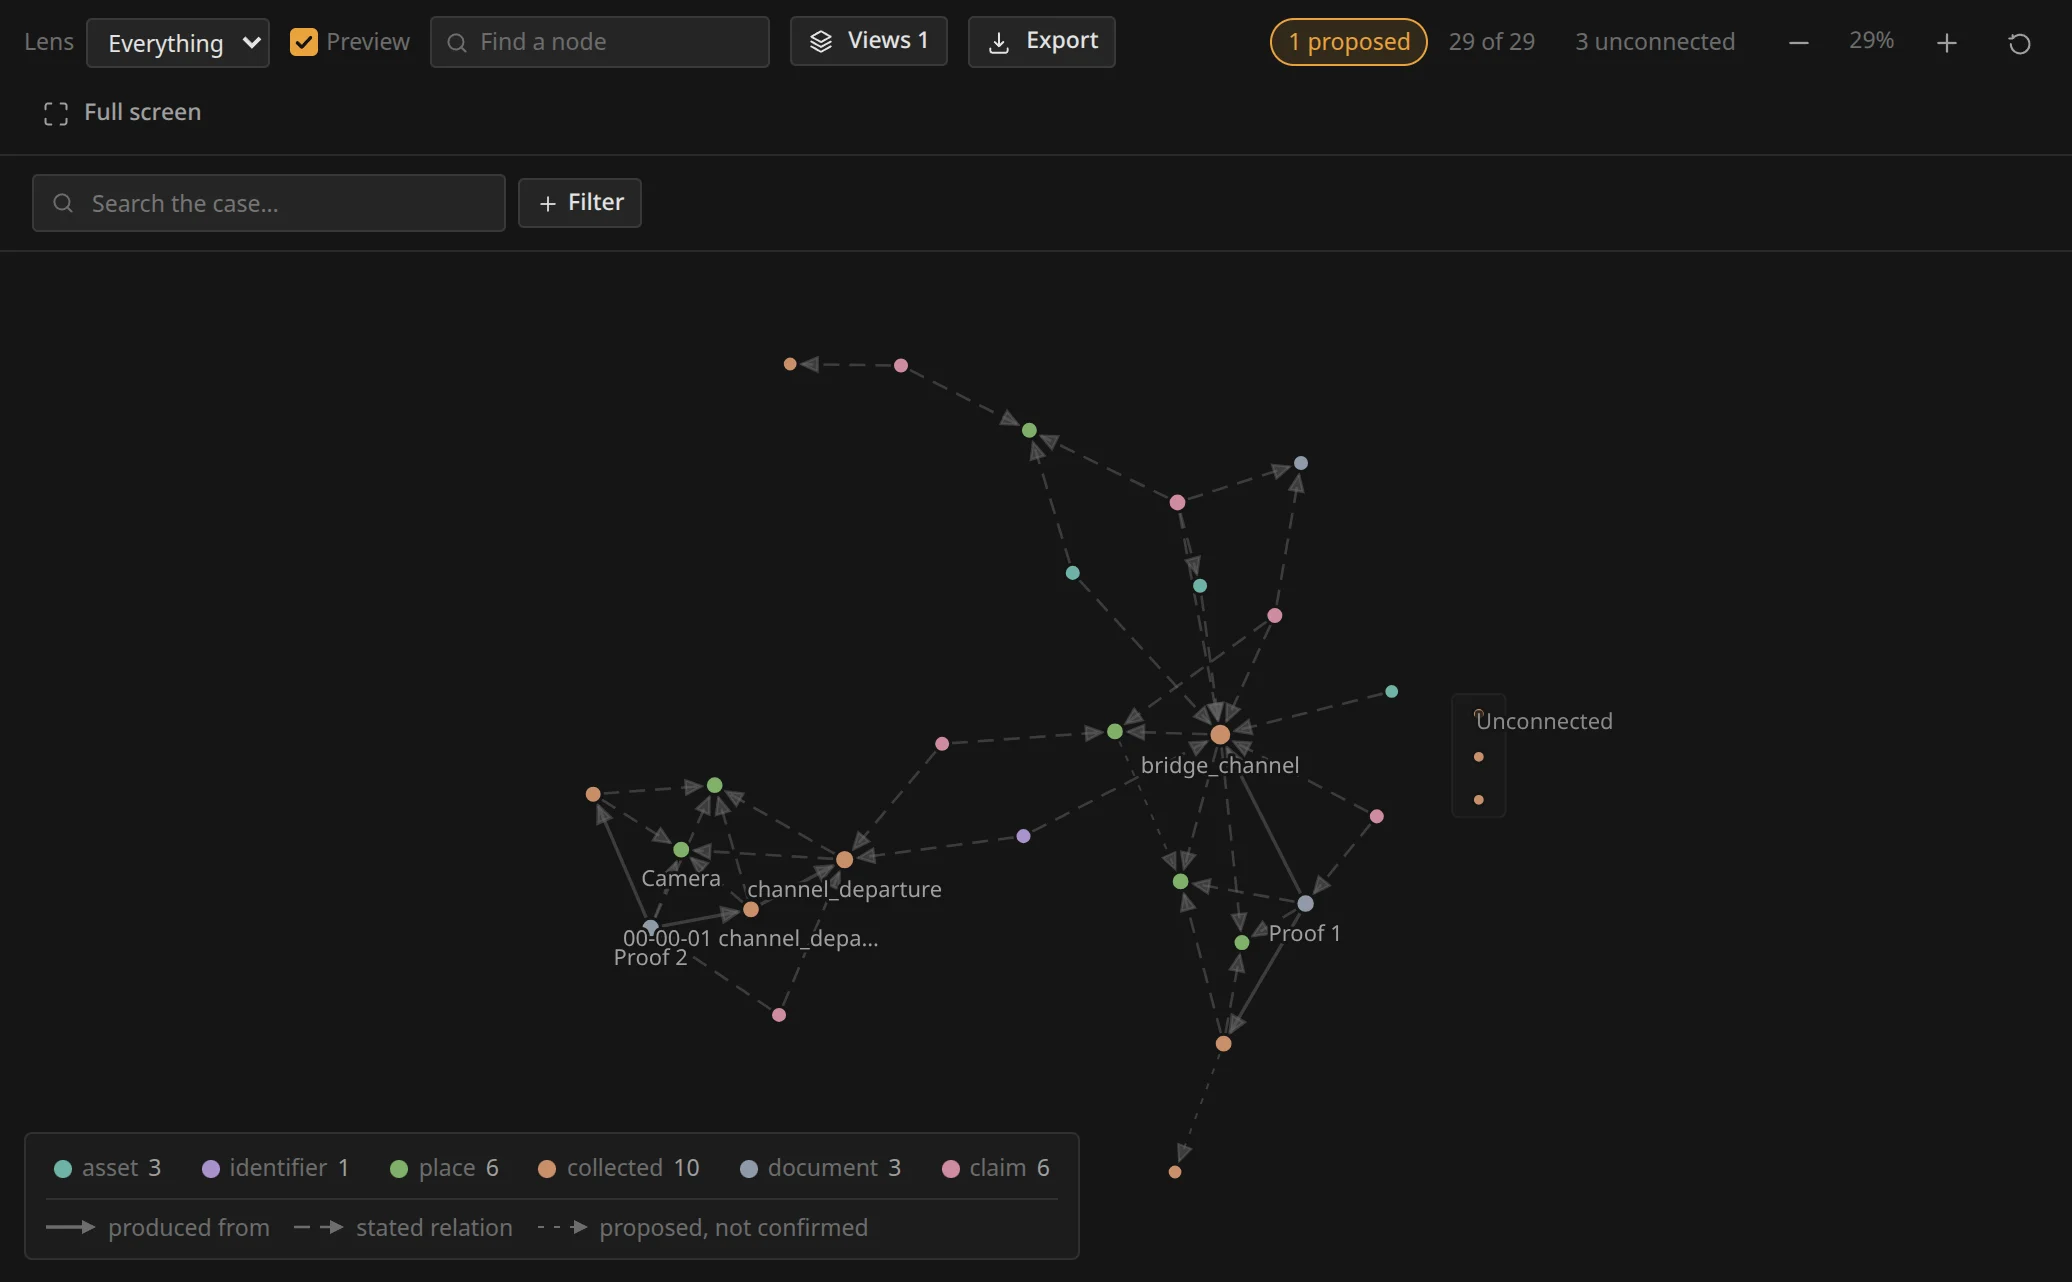 Lens Everything Preview Find a node Views 1 Export 1 proposed 29 of 29 3 unconnected 29%
Full screen
Search the case... Filter
Unconnected
bridge_channel
Camera
channel_departure
Proof 1
00-00-01 channel_depa...
Proof 2
asset 3 identifier 1 place 6 collected 10 document 3 claim 6
produced from stated relation proposed, not confirmed